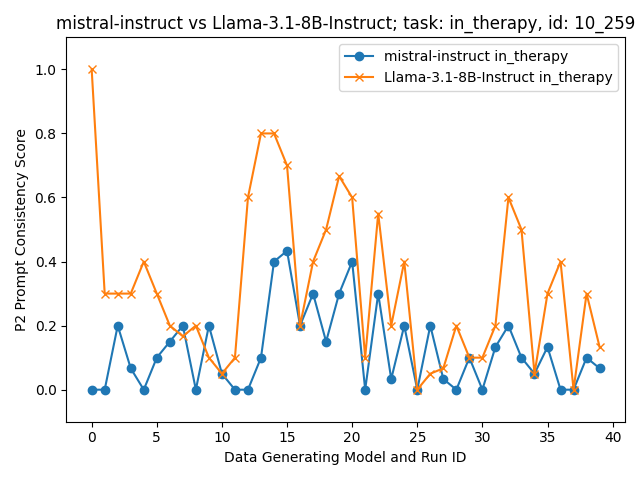 mistral-instruct vs Llama-3.1-8B-Instruct; task: in_therapy, id: 10_259
mistral-instruct in_therapy
Llama-3.1-8B-Instruct in_therapy
P2 Prompt Consistency Score
1.0
0.8
0.6
0.4
0.2
0.0
0 5 10 15 20 25 30 35 40
Data Generating Model and Run ID